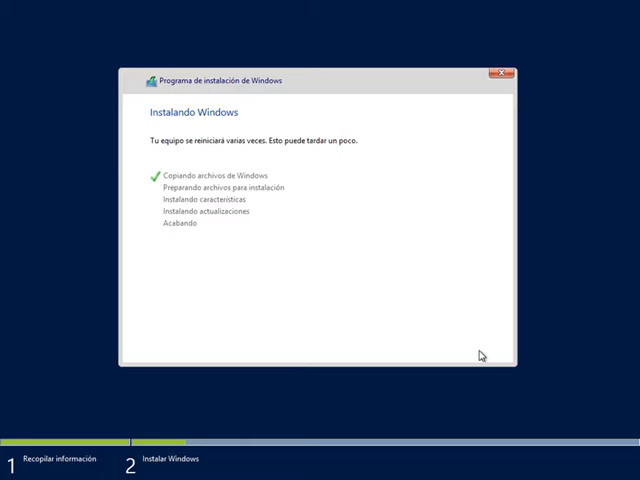 Programa de instalación de Windows
Instalando Windows
Tu equipo se reiniciará varias veces. Esto puede tardar un poco.
Copiando archivos de Windows
Preparando archivos para instalación
Instalando características
Instalando actualizaciones
Acabando
1 Recopilar información
2 Instalar Windows